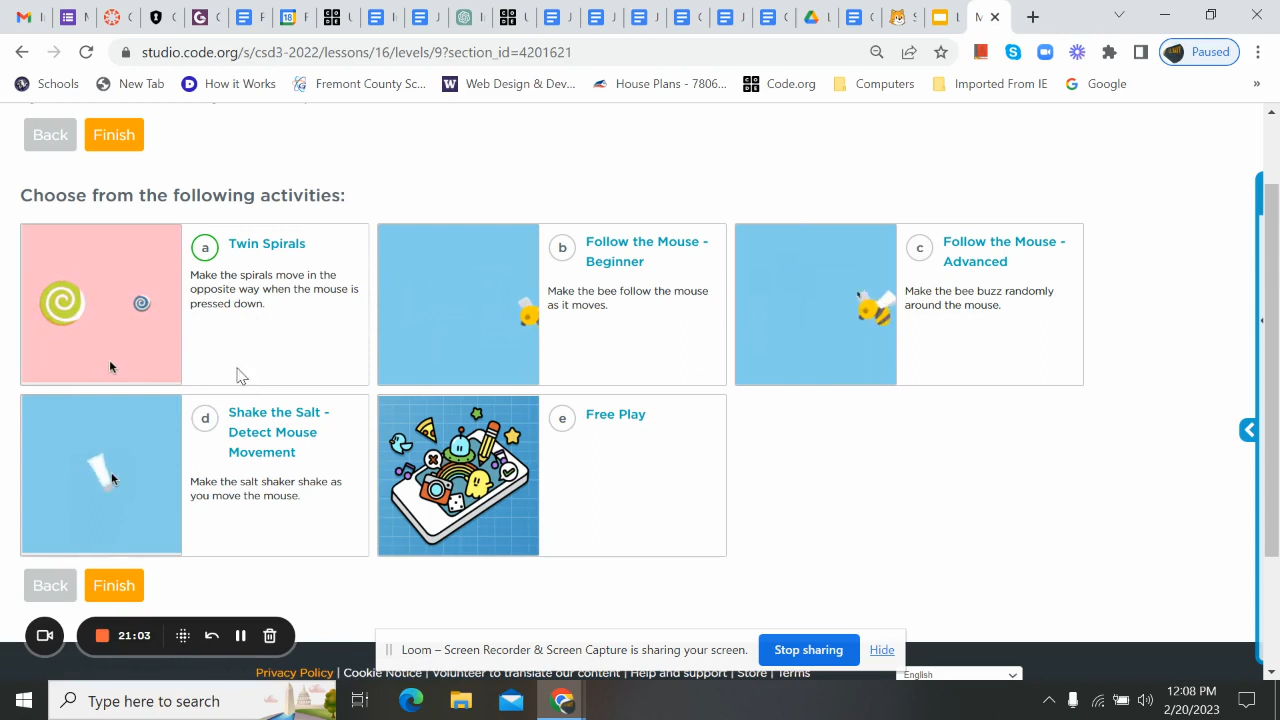 studio.code.org/s/csd3-2022/lessons/16/levels/9?section_id=4201621
Paused
Schools
New Tab
How it Works
Fremont County Sc...
Web Design & Dev...
House Plans - 7806...
Code.org
Computers
Imported From IE
Google
»
Back
Finish
Choose from the following activities:
a
Twin Spirals
Make the spirals move in the
opposite way when the mouse is
pressed down.
b
Follow the Mouse -
Beginner
Make the bee follow the mouse
as it moves.
c
Follow the Mouse -
Advanced
Make the bee buzz randomly
around the mouse.
d
Shake the Salt -
Detect Mouse
Movement
Make the salt shaker shake as
you move the mouse.
e
Free Play
Back
Finish
21:03
Loom – Screen Recorder & Screen Capture is sharing your screen.
Stop sharing
Hide
Privacy Policy | Cookie Notice | Volunteer to translate our content | Help and support | Store | Terms
English
Type here to search
12:08 PM
2/20/2023